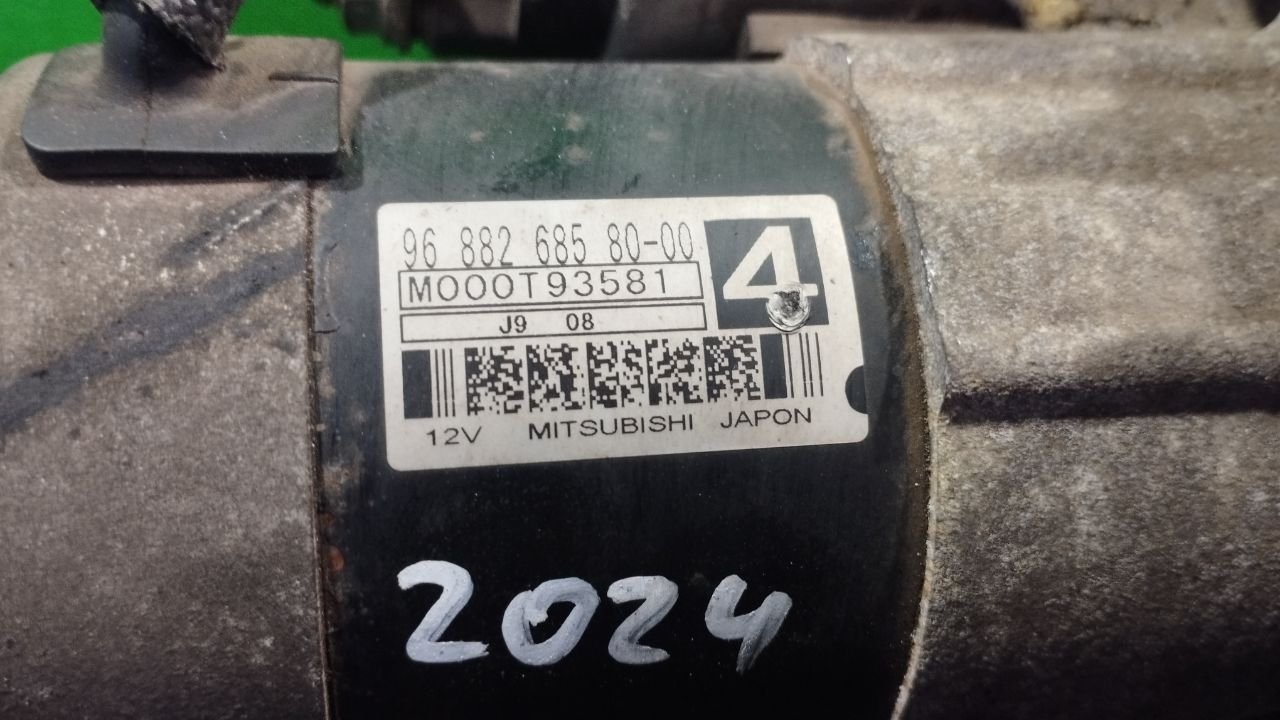 96 882 685 80-00
4
M000T93581
J9 08
12V MITSUBISHI JAPON
2024